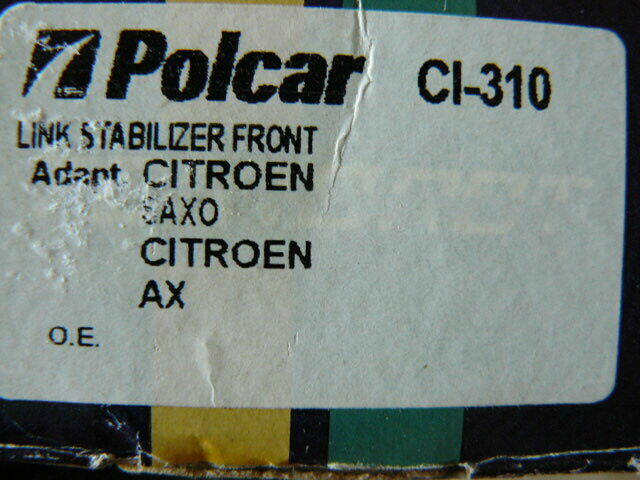 Polcar CI-310
LINK STABILIZER FRONT
Adapt. CITROEN
SAXO
CITROEN
AX
O.E.